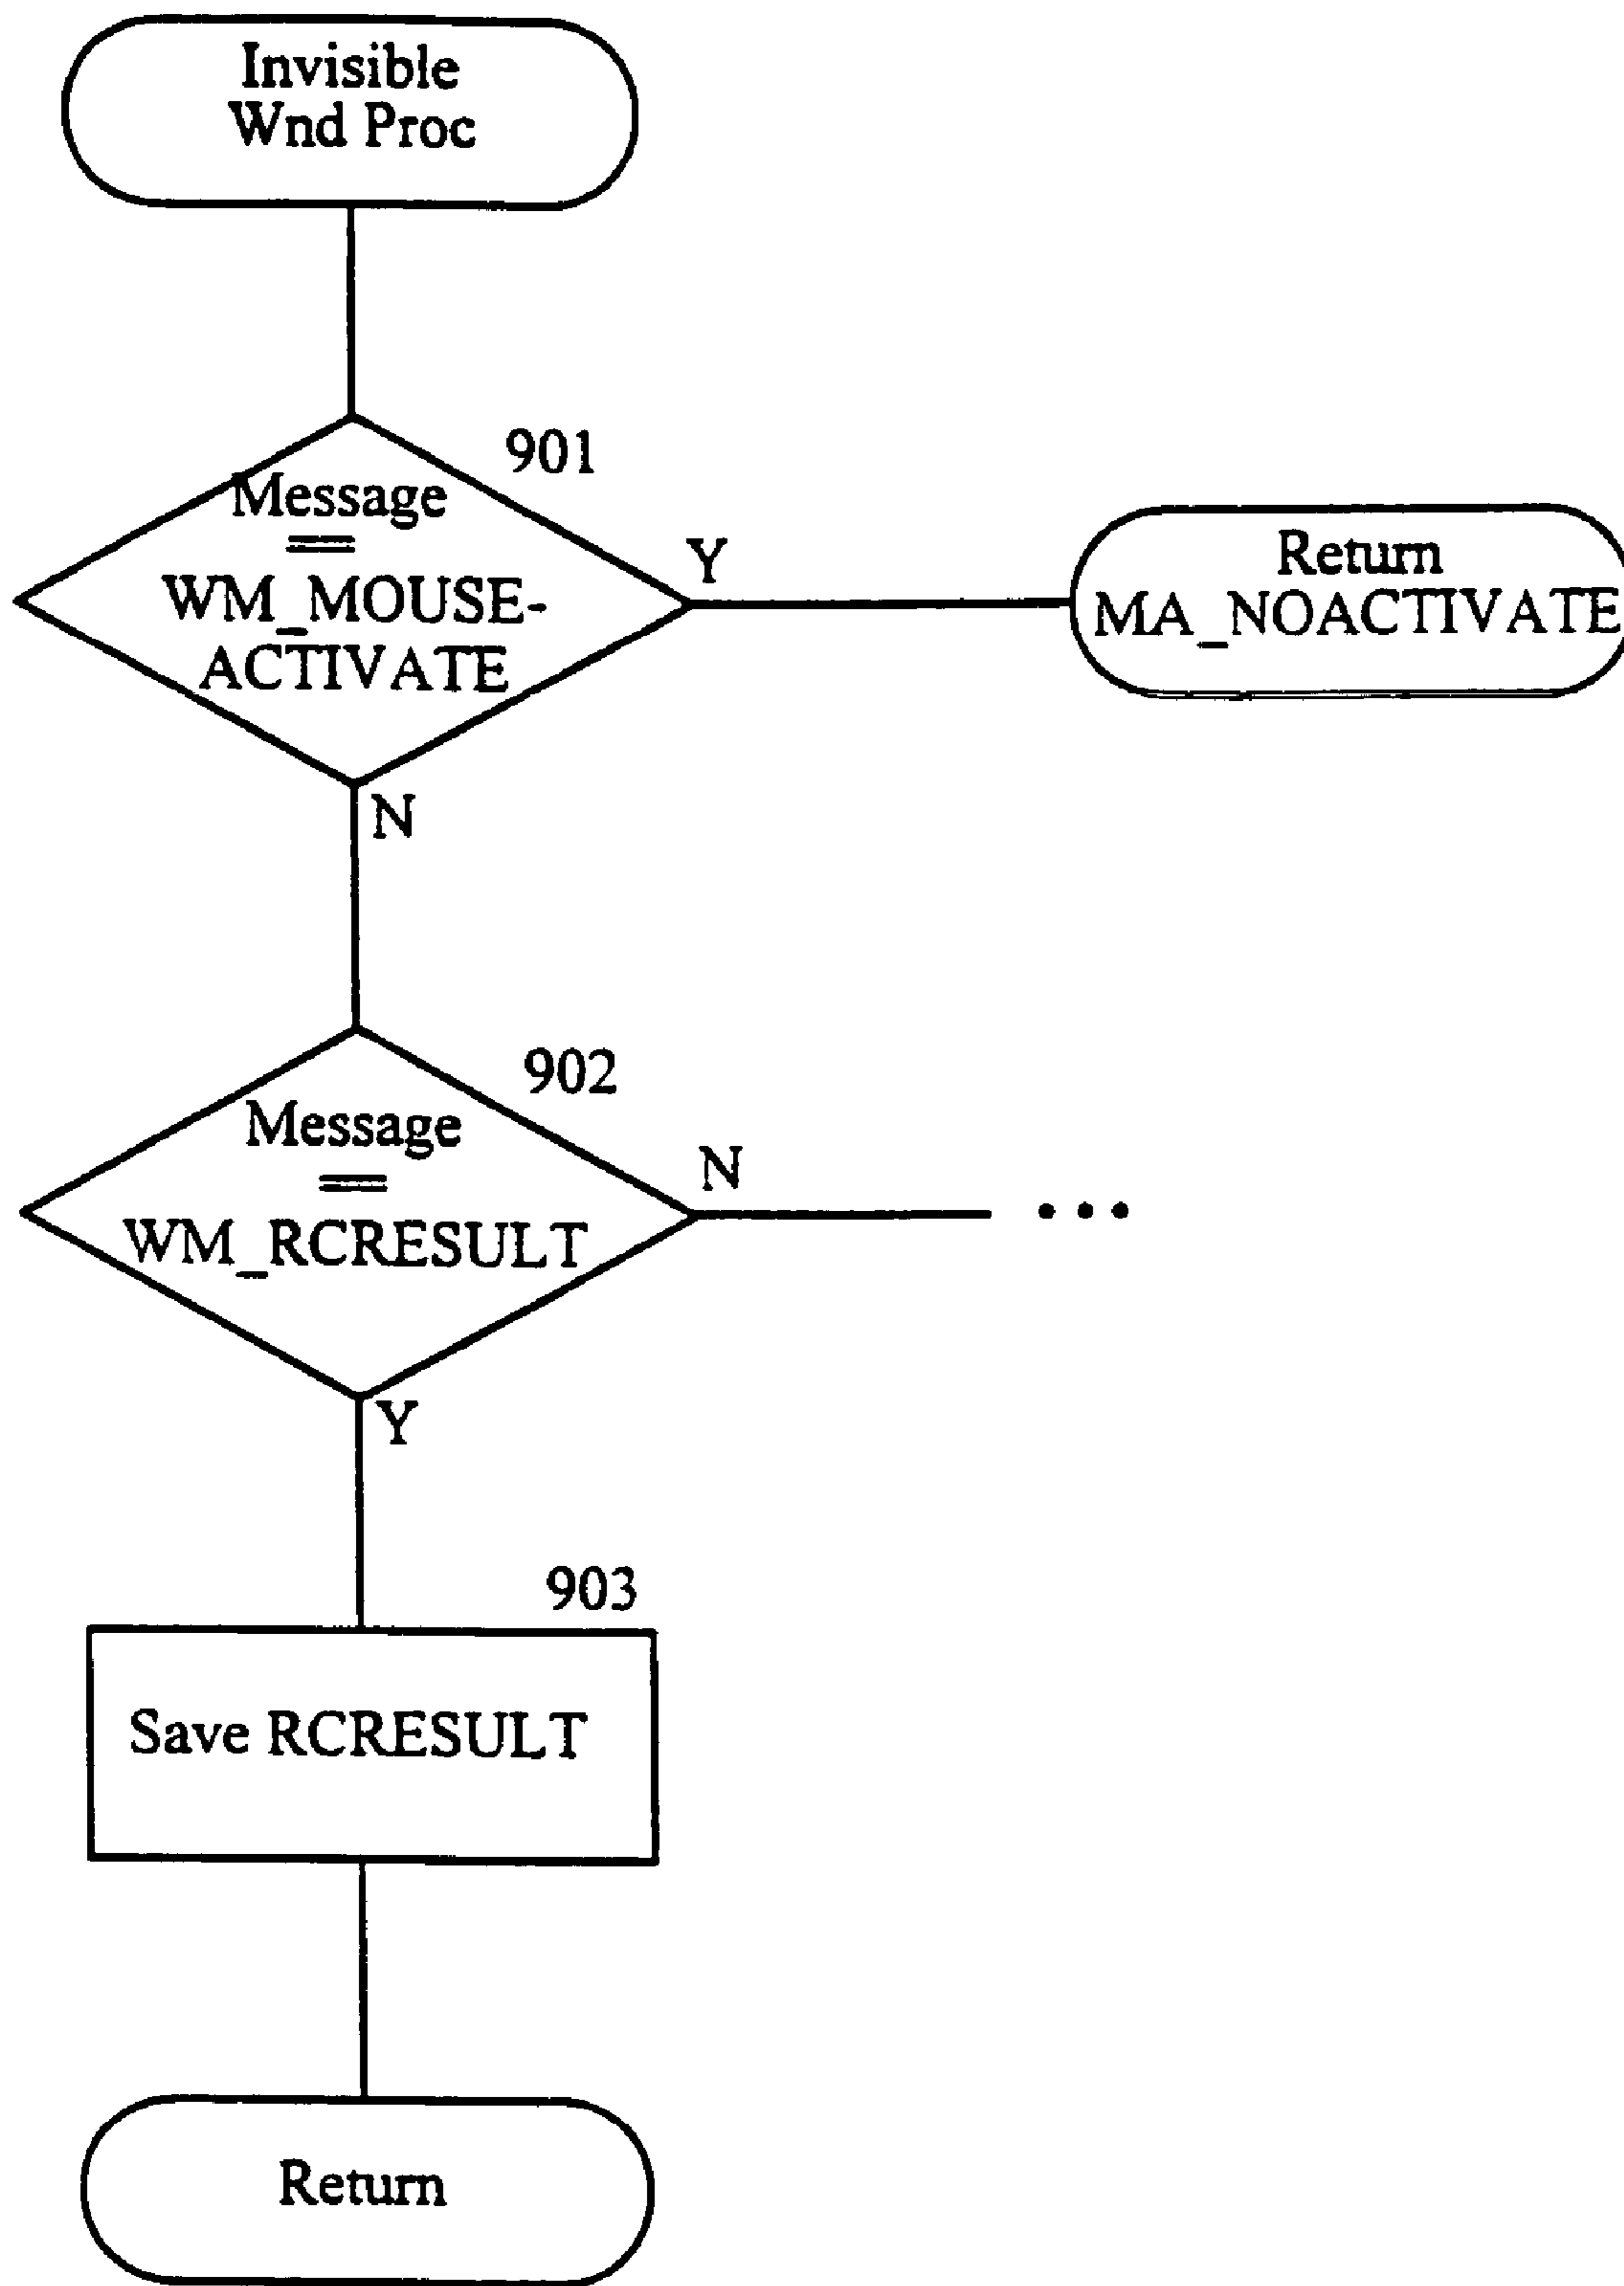 Invisible
Wnd Proc
901
Message
==
WM_MOUSE-
ACTIVATE
Y
Return
MA_NOACTIVATE
N
902
Message
==
WM_RCRESULT
N
...
Y
903
Save RCRESULT
Return